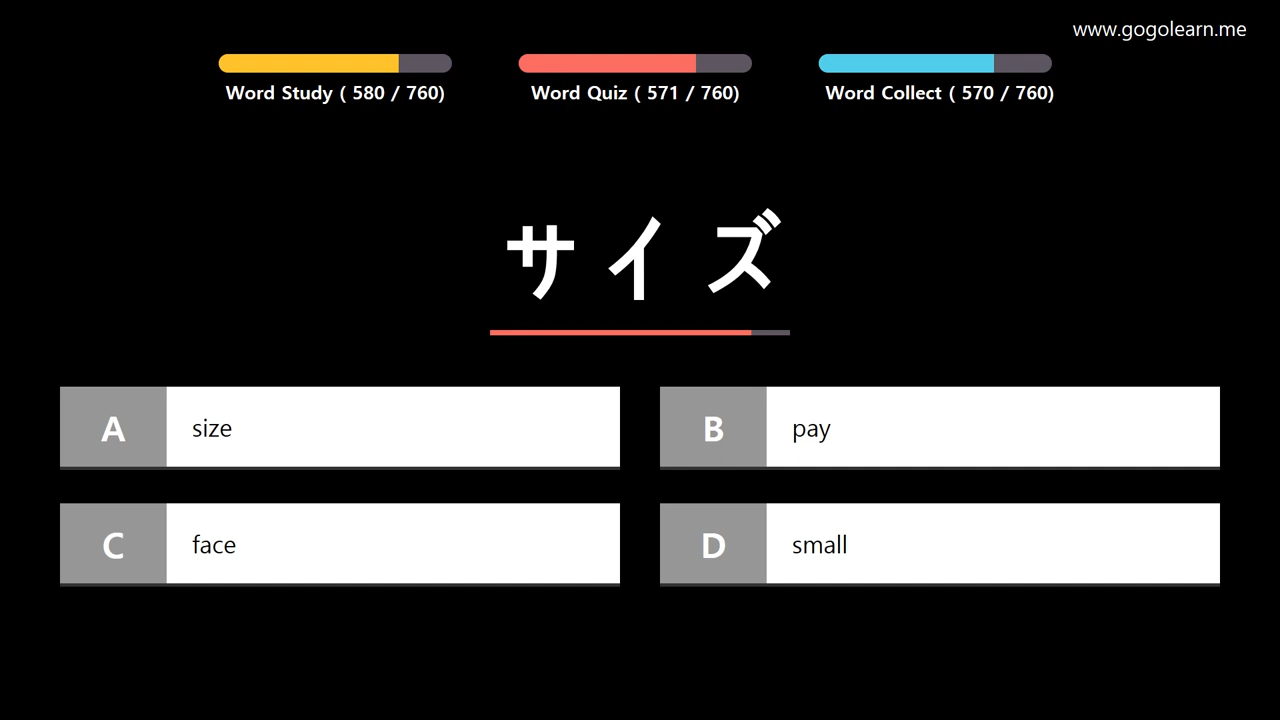 www.gogolearn.me
Word Study ( 580 / 760)
Word Quiz ( 571 / 760)
Word Collect ( 570 / 760)
サイズ
A size
B pay
C face
D small